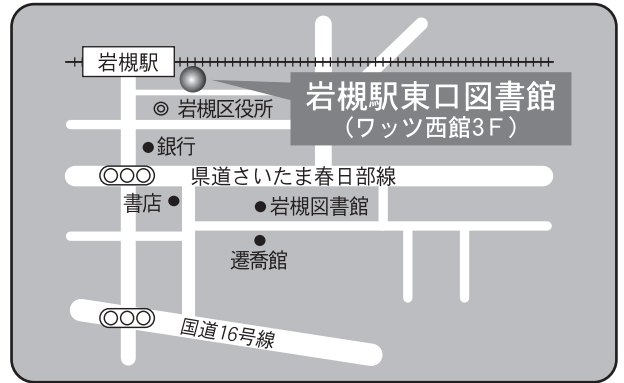 岩槻駅
岩槻駅東口図書館
（ワッツ西館3F）
◎ 岩槻区役所
●銀行
県道さいたま春日部線
書店●
●岩槻図書館
●
遷喬館
国道16号線